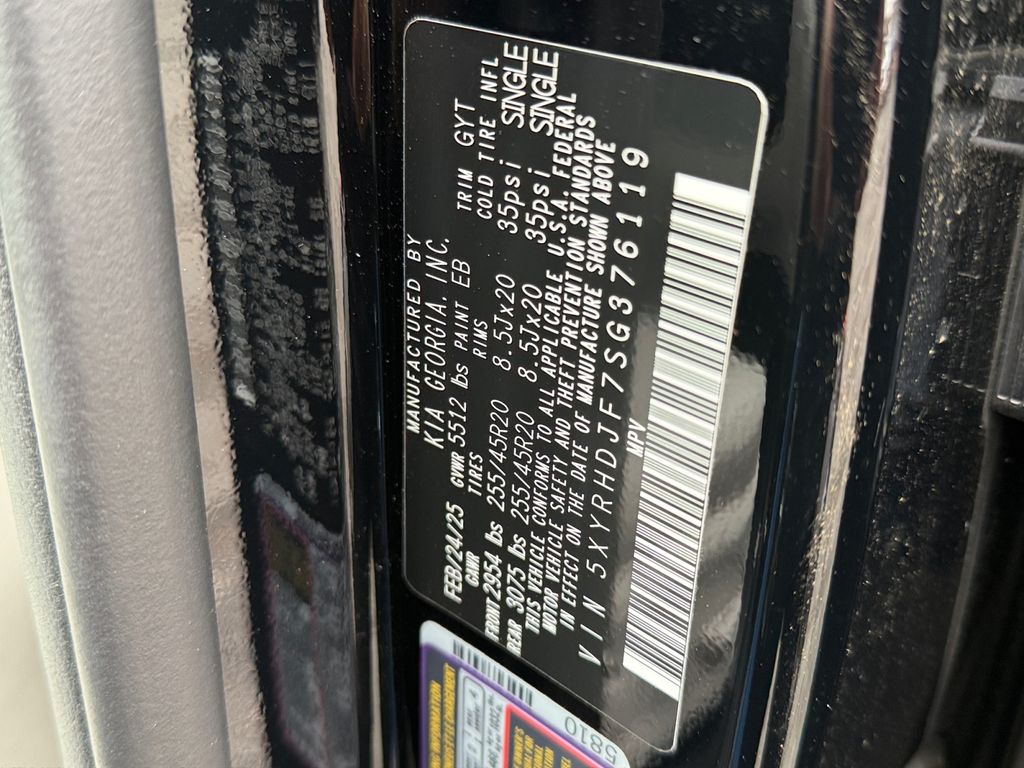 MANUFACTURED BY
KIA GEORGIA, INC.
FEB/24/25 GVWR 5512 lbs PAINT EB TRIM GYT
GAWR TIRES RIMS COLD TIRE INFL
FRONT 2954 lbs 255/45R20 8.5Jx20 35psi SINGLE
REAR 3075 lbs 255/45R20 8.5Jx20 35psi SINGLE
THIS VEHICLE CONFORMS TO ALL APPLICABLE U.S.A. FEDERAL
MOTOR VEHICLE SAFETY AND THEFT PREVENTION STANDARDS
IN EFFECT ON THE DATE OF MANUFACTURE SHOWN ABOVE
VIN 5XYRHDJF7SG376119
MPV
INFORMATION
5810